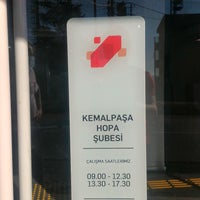 KEMALPAŞA
HOPA
ŞUBESİ
ÇALIŞMA SAATLERİMİZ
09.00 - 12.30
13.30 - 17.30